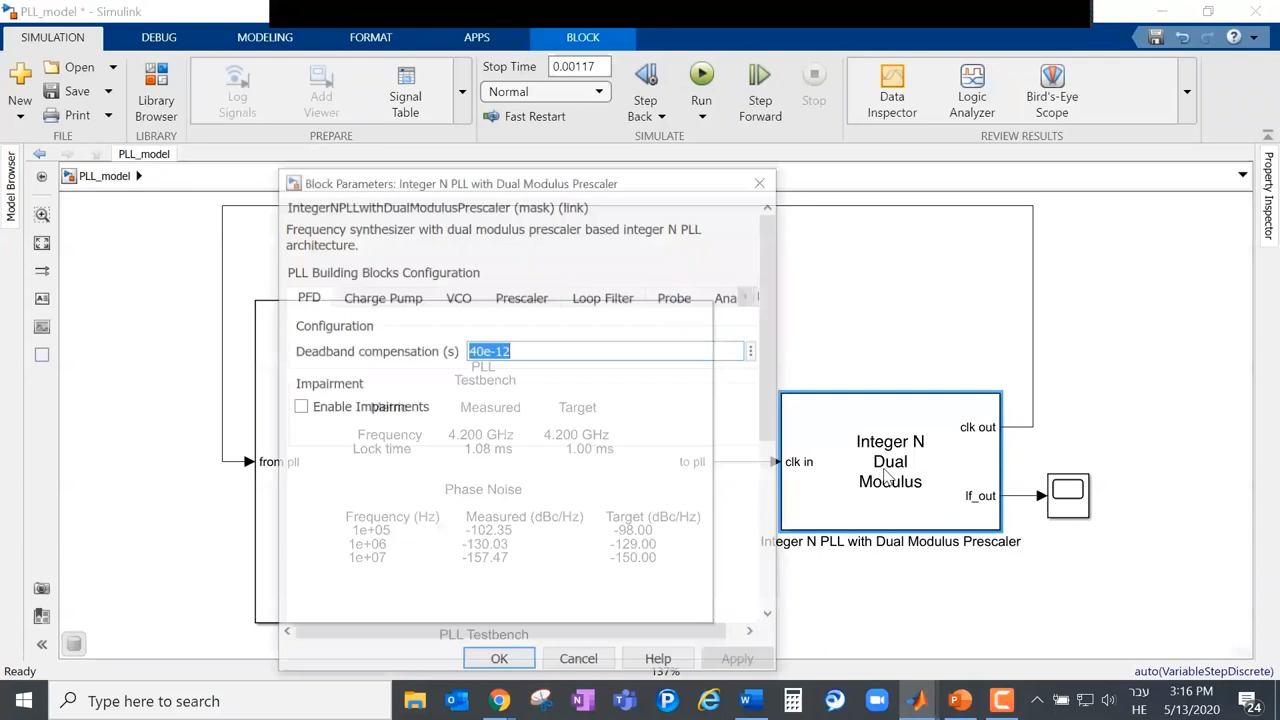 PLL_model * - Simulink
SIMULATION
DEBUG
MODELING
FORMAT
APPS
BLOCK
New
Open
Save
Print
FILE
Library
Browser
LIBRARY
Log
Signals
Add
Viewer
Signal
Table
PREPARE
Stop Time 0.00117
Normal
Fast Restart
Step
Back
Run
Step
Forward
Stop
SIMULATE
Data
Inspector
Logic
Analyzer
Bird's-Eye
Scope
REVIEW RESULTS
PLL_model
PLL_model
Model Browser
Property Inspector
Block Parameters: Integer N PLL with Dual Modulus Prescaler
IntegerNPLLwithDualModulusPrescaler (mask) (link)
Frequency synthesizer with dual modulus prescaler based integer N PLL
architecture.
PLL Building Blocks Configuration
PFD
Charge Pump
VCO
Prescaler
Loop Filter
Probe
Ana
Configuration
Deadband compensation (s) 40e-12
Impairment
Enable Impairments
PLL
Testbench
Metric Measured Target
Frequency 4.200 GHz 4.200 GHz
Lock time 1.08 ms 1.00 ms
from pll
to pll
Phase Noise
Frequency (Hz) Measured (dBc/Hz) Target (dBc/Hz)
1e+05 -102.35 -98.00
1e+06 -130.03 -129.00
1e+07 -157.47 -150.00
PLL Testbench
OK
Cancel
Help
Apply
clk in
Integer N
Dual
Modulus
clk out
lf_out
Integer N PLL with Dual Modulus Prescaler
Ready
137%
auto(VariableStepDiscrete)
Type here to search
עבר
HE
3:16 PM
5/13/2020
24